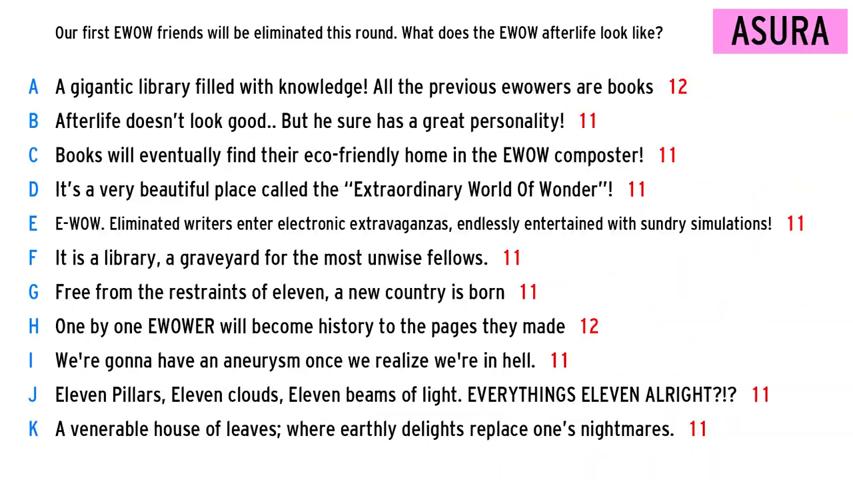 Our first EWOW friends will be eliminated this round. What does the EWOW afterlife look like?
ASURA
A A gigantic library filled with knowledge! All the previous ewowers are books 12
B Afterlife doesn't look good.. But he sure has a great personality! 11
C Books will eventually find their eco-friendly home in the EWOW composter! 11
D It's a very beautiful place called the “Extraordinary World Of Wonder”! 11
E E-WOW. Eliminated writers enter electronic extravaganzas, endlessly entertained with sundry simulations! 11
F It is a library, a graveyard for the most unwise fellows. 11
G Free from the restraints of eleven, a new country is born 11
H One by one EWOWER will become history to the pages they made 12
I We're gonna have an aneurysm once we realize we're in hell. 11
J Eleven Pillars, Eleven clouds, Eleven beams of light. EVERYTHINGS ELEVEN ALRIGHT?!? 11
K A venerable house of leaves; where earthly delights replace one's nightmares. 11